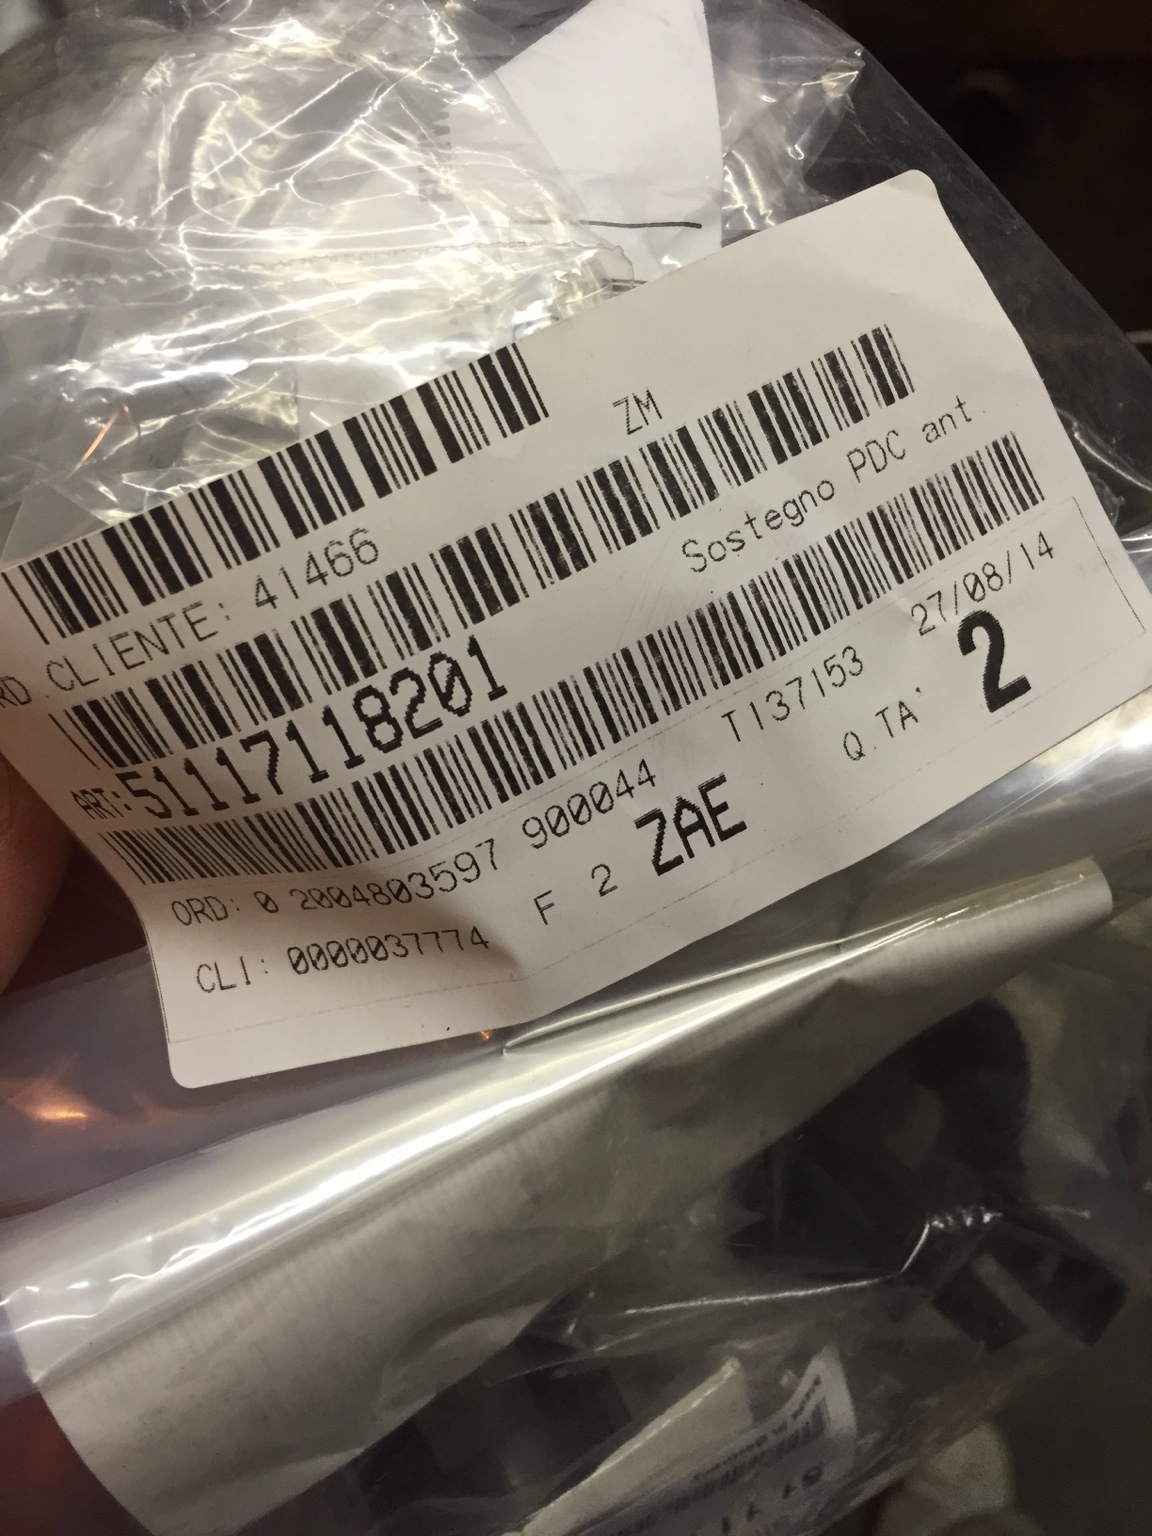 ZM
RD.CLIENTE: 41466
Sostegno PDC ant.
ART: 51117118201
27/08/14
T137153
ORD: 0 2004803597 900044
Q.TA' 2
CLI: 0000037774 F 2 ZAE